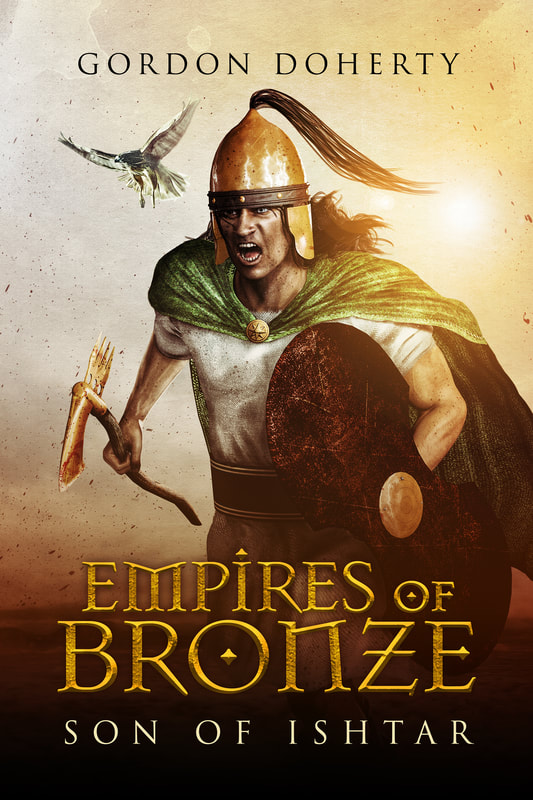 GORDON DOHERTY
EMPIRES OF
BRONZE
SON OF ISHTAR